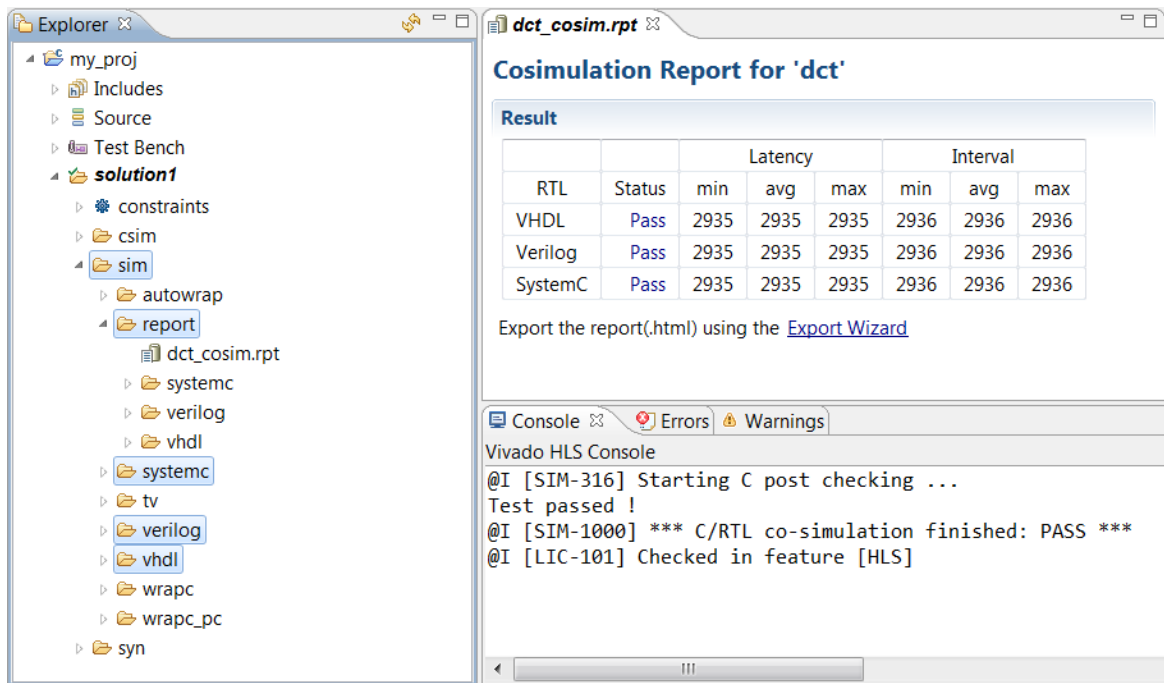 Explorer
my_proj
Includes
Source
Test Bench
solution1
constraints
csim
sim
autowrap
report
dct_cosim.rpt
systemc
verilog
vhdl
systemc
tv
verilog
vhdl
wrapc
wrapc_pc
syn
dct_cosim.rpt
Cosimulation Report for 'dct'
Result
Latency Interval
RTL Status min avg max min avg max
VHDL Pass 2935 2935 2935 2936 2936 2936
Verilog Pass 2935 2935 2935 2936 2936 2936
SystemC Pass 2935 2935 2935 2936 2936 2936
Export the report(.html) using the Export Wizard
Console Errors Warnings
Vivado HLS Console
@I [SIM-316] Starting C post checking ...
Test passed !
@I [SIM-1000] *** C/RTL co-simulation finished: PASS ***
@I [LIC-101] Checked in feature [HLS]